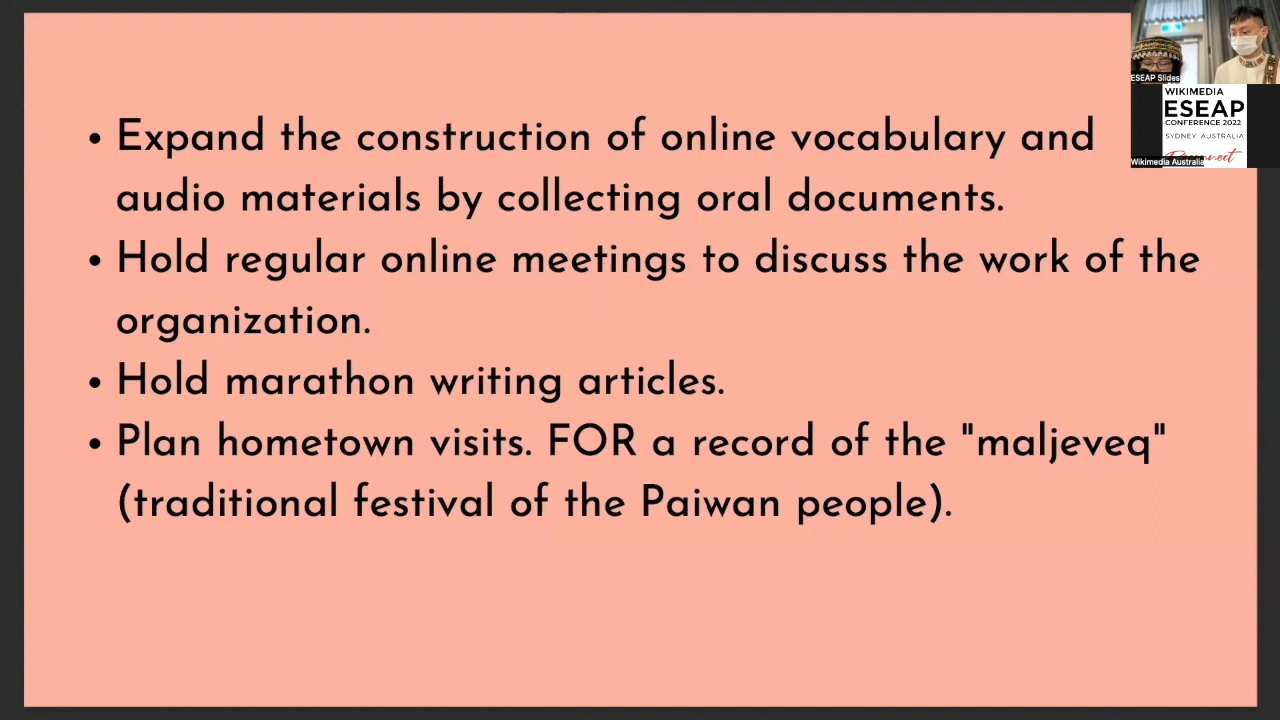 • Expand the construction of online vocabulary and
audio materials by collecting oral documents.
• Hold regular online meetings to discuss the work of the
organization.
• Hold marathon writing articles.
• Plan hometown visits. FOR a record of the "maljeveq"
(traditional festival of the Paiwan people).
ESEAP Slides
WIKIMEDIA
ESEAP
CONFERENCE 2022
SYDNEY, AUSTRALIA
Wikimedia Australia